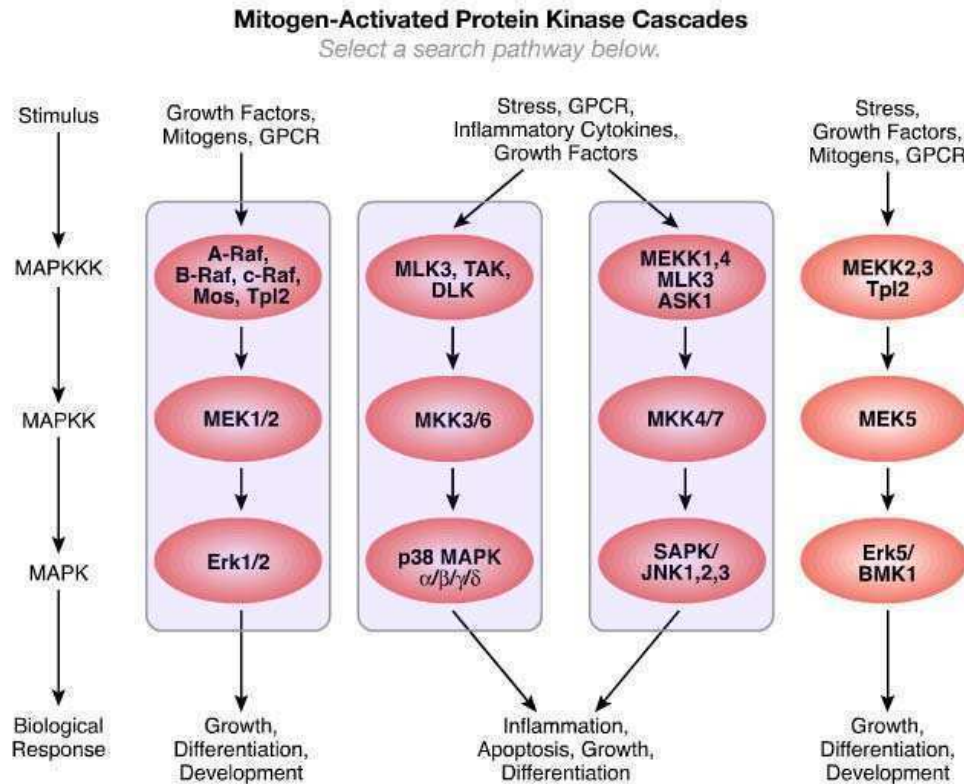 Mitogen-Activated Protein Kinase Cascades
Select a search pathway below.
Stimulus
MAPKKK
MAPKK
MAPK
Biological
Response
Growth Factors,
Mitogens, GPCR
A-Raf,
B-Raf, c-Raf,
Mos, Tpl2
MEK1/2
Erk1/2
Growth,
Differentiation,
Development
Stress, GPCR,
Inflammatory Cytokines,
Growth Factors
MLK3, TAK,
DLK
MKK3/6
p38 MAPK
α/β/γ/δ
MEKK1,4
MLK3
ASK1
MKK4/7
SAPK/
JNK1,2,3
Inflammation,
Apoptosis, Growth,
Differentiation
Stress,
Growth Factors,
Mitogens, GPCR
MEKK2,3
Tpl2
MEK5
Erk5/
BMK1
Growth,
Differentiation,
Development